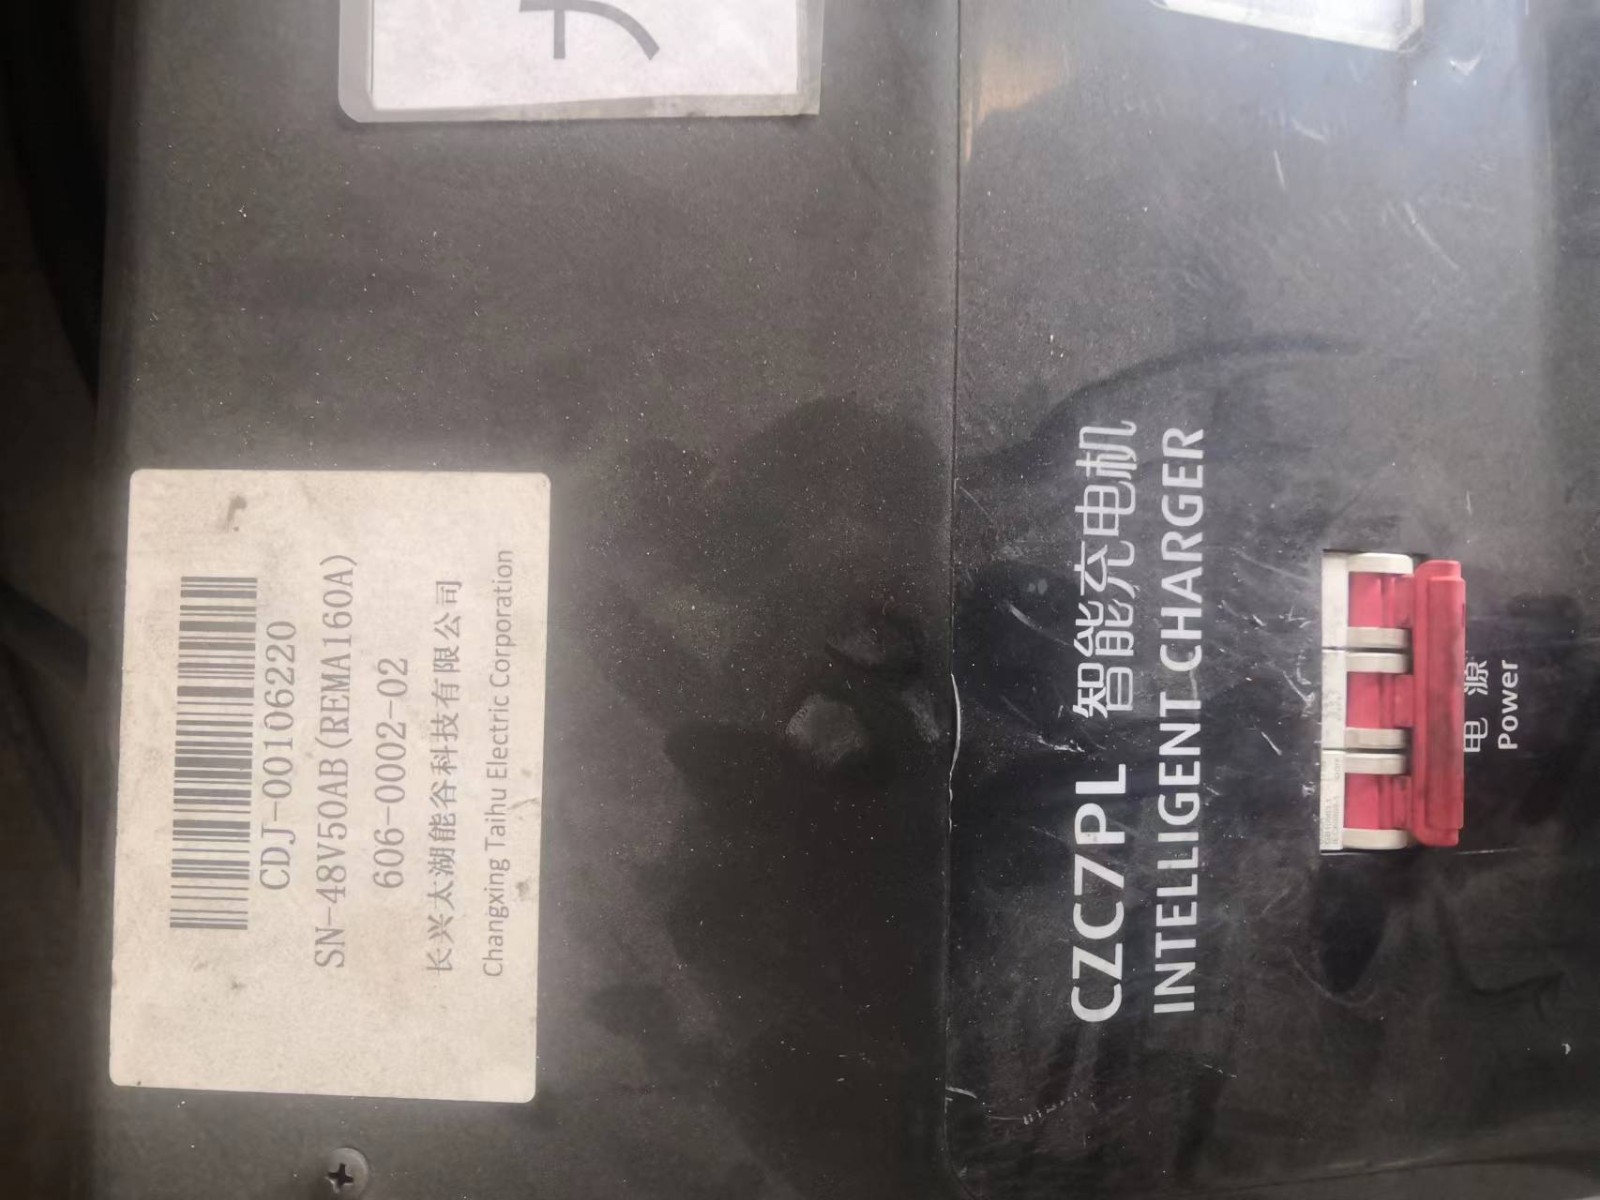 CDJ-00106220
SN-48V50AB(REMA160A)
606-0002-02
长兴太湖能谷科技有限公司
Changxing Taihu Electric Corporation
CZC7PL 智能充电机
INTELLIGENT CHARGER
电 源
Power